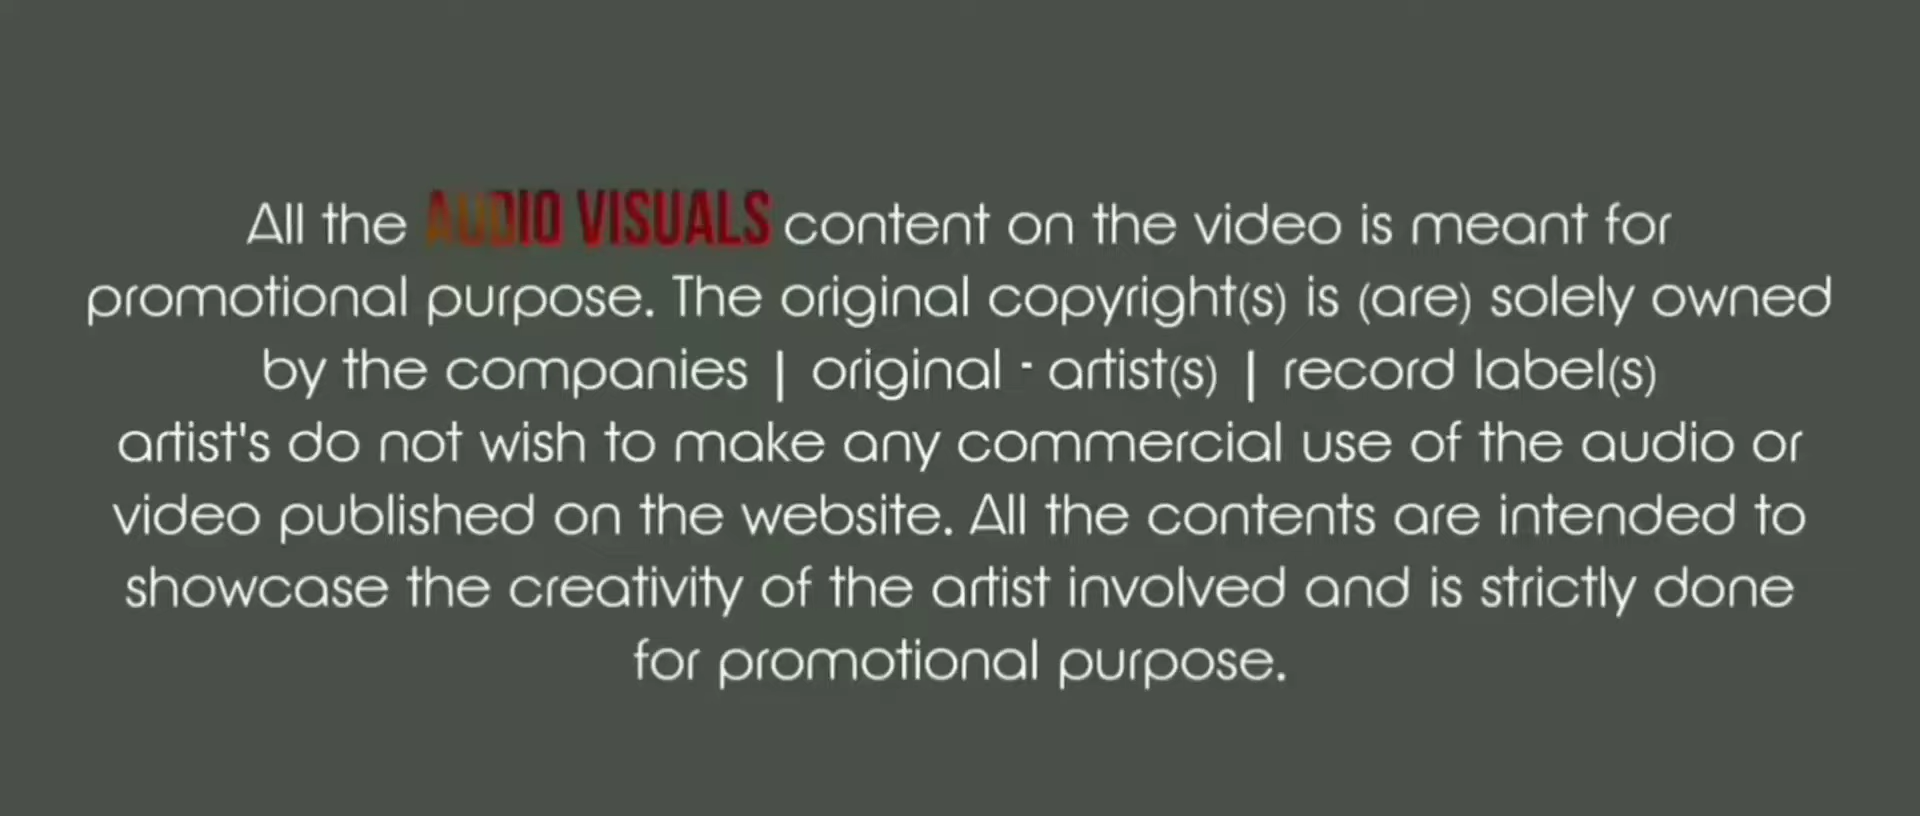 All the AUDIO VISUALS content on the video is meant for
promotional purpose. The original copyright(s) is (are) solely owned
by the companies | original - artist(s) | record label(s)
artist's do not wish to make any commercial use of the audio or
video published on the website. All the contents are intended to
showcase the creativity of the artist involved and is strictly done
for promotional purpose.